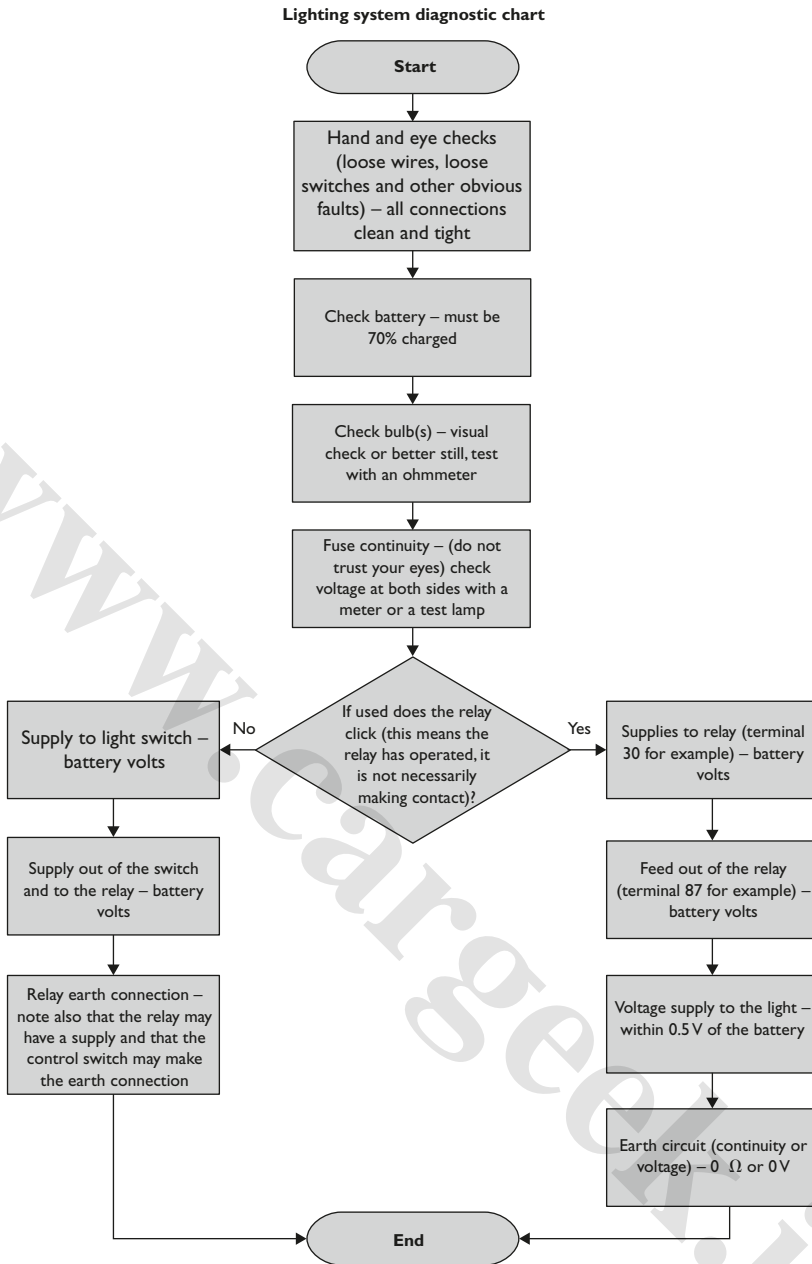 Lighting system diagnostic chart
Start
Hand and eye checks
(loose wires, loose
switches and other obvious
faults) – all connections
clean and tight
Check battery – must be
70% charged
Check bulb(s) – visual
check or better still, test
with an ohmmeter
Fuse continuity – (do not
trust your eyes) check
voltage at both sides with a
meter or a test lamp
If used does the relay
click (this means the
relay has operated, it
is not necessarily
making contact)?
No
Supply to light switch –
battery volts
Supply out of the switch
and to the relay – battery
volts
Relay earth connection –
note also that the relay may
have a supply and that the
control switch may make
the earth connection
Yes
Supplies to relay (terminal
30 for example) – battery
volts
Feed out of the relay
(terminal 87 for example) –
battery volts
Voltage supply to the light –
within 0.5 V of the battery
Earth circuit (continuity or
voltage) – 0 Ω or 0 V
End
www.cargeek.